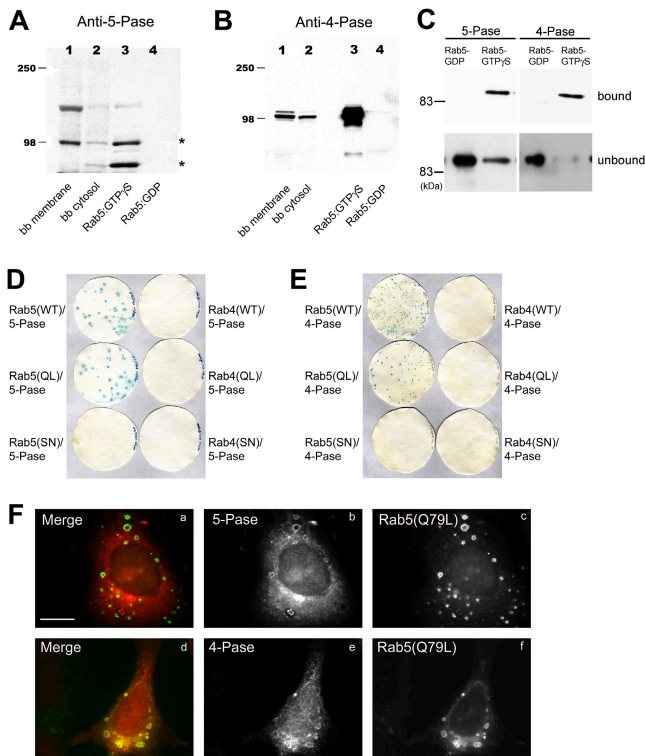 A
Anti-5-Pase
1 2 3 4
250
98
*
*
bb membrane
bb cytosol
Rab5:GTPγS
Rab5:GDP
B
Anti-4-Pase
1 2 3 4
250
98
bb membrane
bb cytosol
Rab5:GTPγS
Rab5:GDP
C
5-Pase 4-Pase
Rab5-GDP
Rab5-GTPγS
Rab5-GDP
Rab5-GTPγS
83
bound
83
(kDa)
unbound
D
Rab5(WT)/
5-Pase
Rab4(WT)/
5-Pase
Rab5(QL)/
5-Pase
Rab4(QL)/
5-Pase
Rab5(SN)/
5-Pase
Rab4(SN)/
5-Pase
E
Rab5(WT)/
4-Pase
Rab4(WT)/
4-Pase
Rab5(QL)/
4-Pase
Rab4(QL)/
4-Pase
Rab5(SN)/
4-Pase
Rab4(SN)/
4-Pase
F
Merge a
5-Pase b
Rab5(Q79L) c
Merge d
4-Pase e
Rab5(Q79L) f